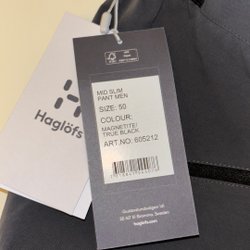 MID SLIM
PANT MEN
SIZE: 50
COLOUR:
MAGNETITE/
TRUE BLACK
ART.NO: 605212
Haglöfs
haglofs.com